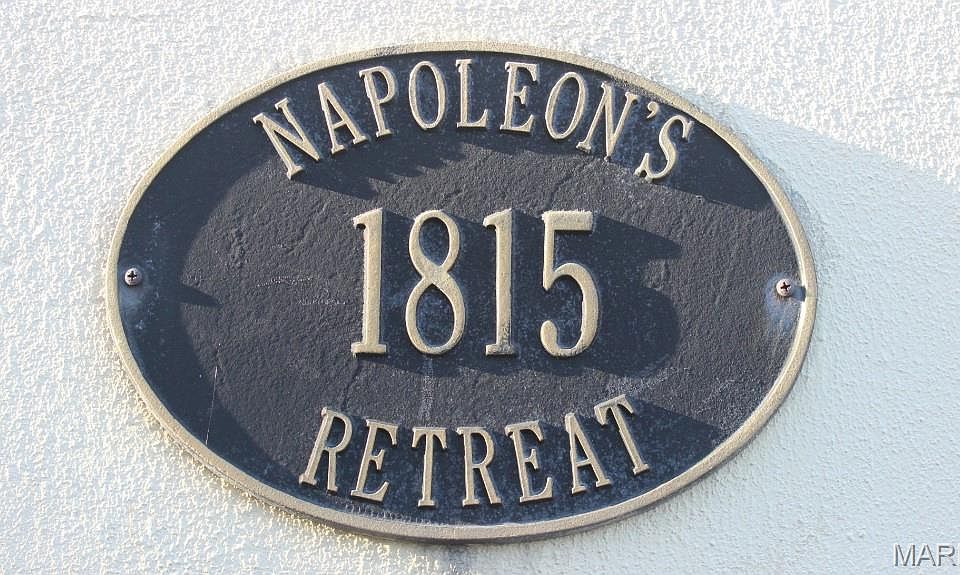 NAPOLEON'S
1815
RETREAT
MAR